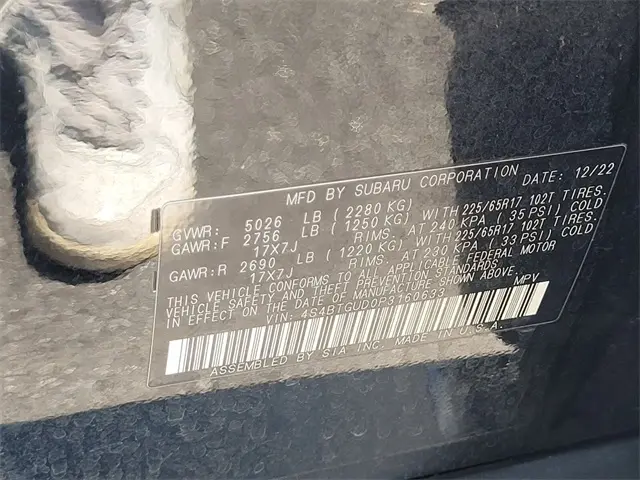 MFD BY SUBARU CORPORATION DATE: 12/22
GVWR: 5026 LB (2280 KG)
GAWR:F 2756 LB (1250 KG) WITH 225/65R17 102T TIRES.
17X7J RIMS. AT 240 KPA (35 PSI) COLD
GAWR:R 2690 LB (1220 KG) WITH 225/65R17 102T TIRES.
17X7J RIMS. AT 230 KPA (33 PSI) COLD
THIS VEHICLE CONFORMS TO ALL APPLICABLE FEDERAL MOTOR
VEHICLE SAFETY AND THEFT PREVENTION STANDARDS
IN EFFECT ON THE DATE OF MANUFACTURE SHOWN ABOVE.
VIN: 4S4BTGUD0P3160633 MPV
ASSEMBLED BY SIA INC. MADE IN U.S.A.